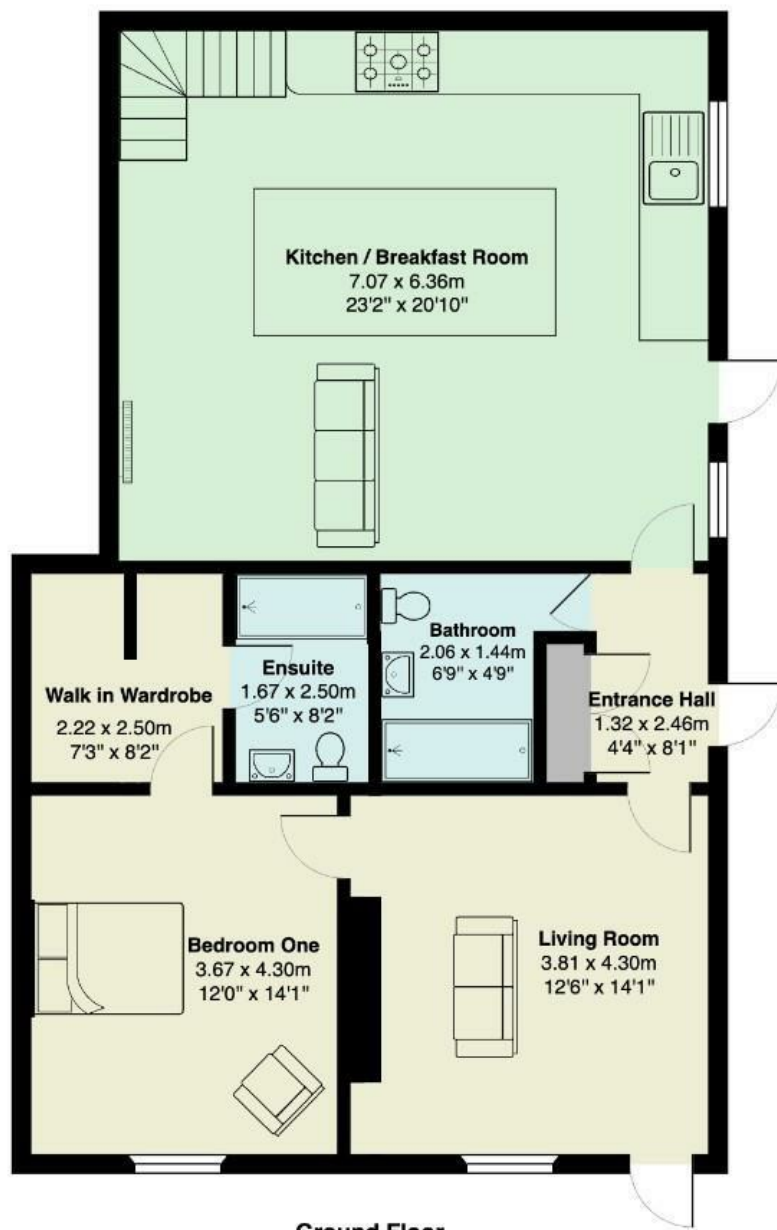 Kitchen / Breakfast Room
7.07 x 6.36m
23'2" x 20'10"
Bathroom
2.06 x 1.44m
6'9" x 4'9"
Ensuite
1.67 x 2.50m
5'6" x 8'2"
Walk in Wardrobe
2.22 x 2.50m
7'3" x 8'2"
Entrance Hall
1.32 x 2.46m
4'4" x 8'1"
Bedroom One
3.67 x 4.30m
12'0" x 14'1"
Living Room
3.81 x 4.30m
12'6" x 14'1"
Ground Floor